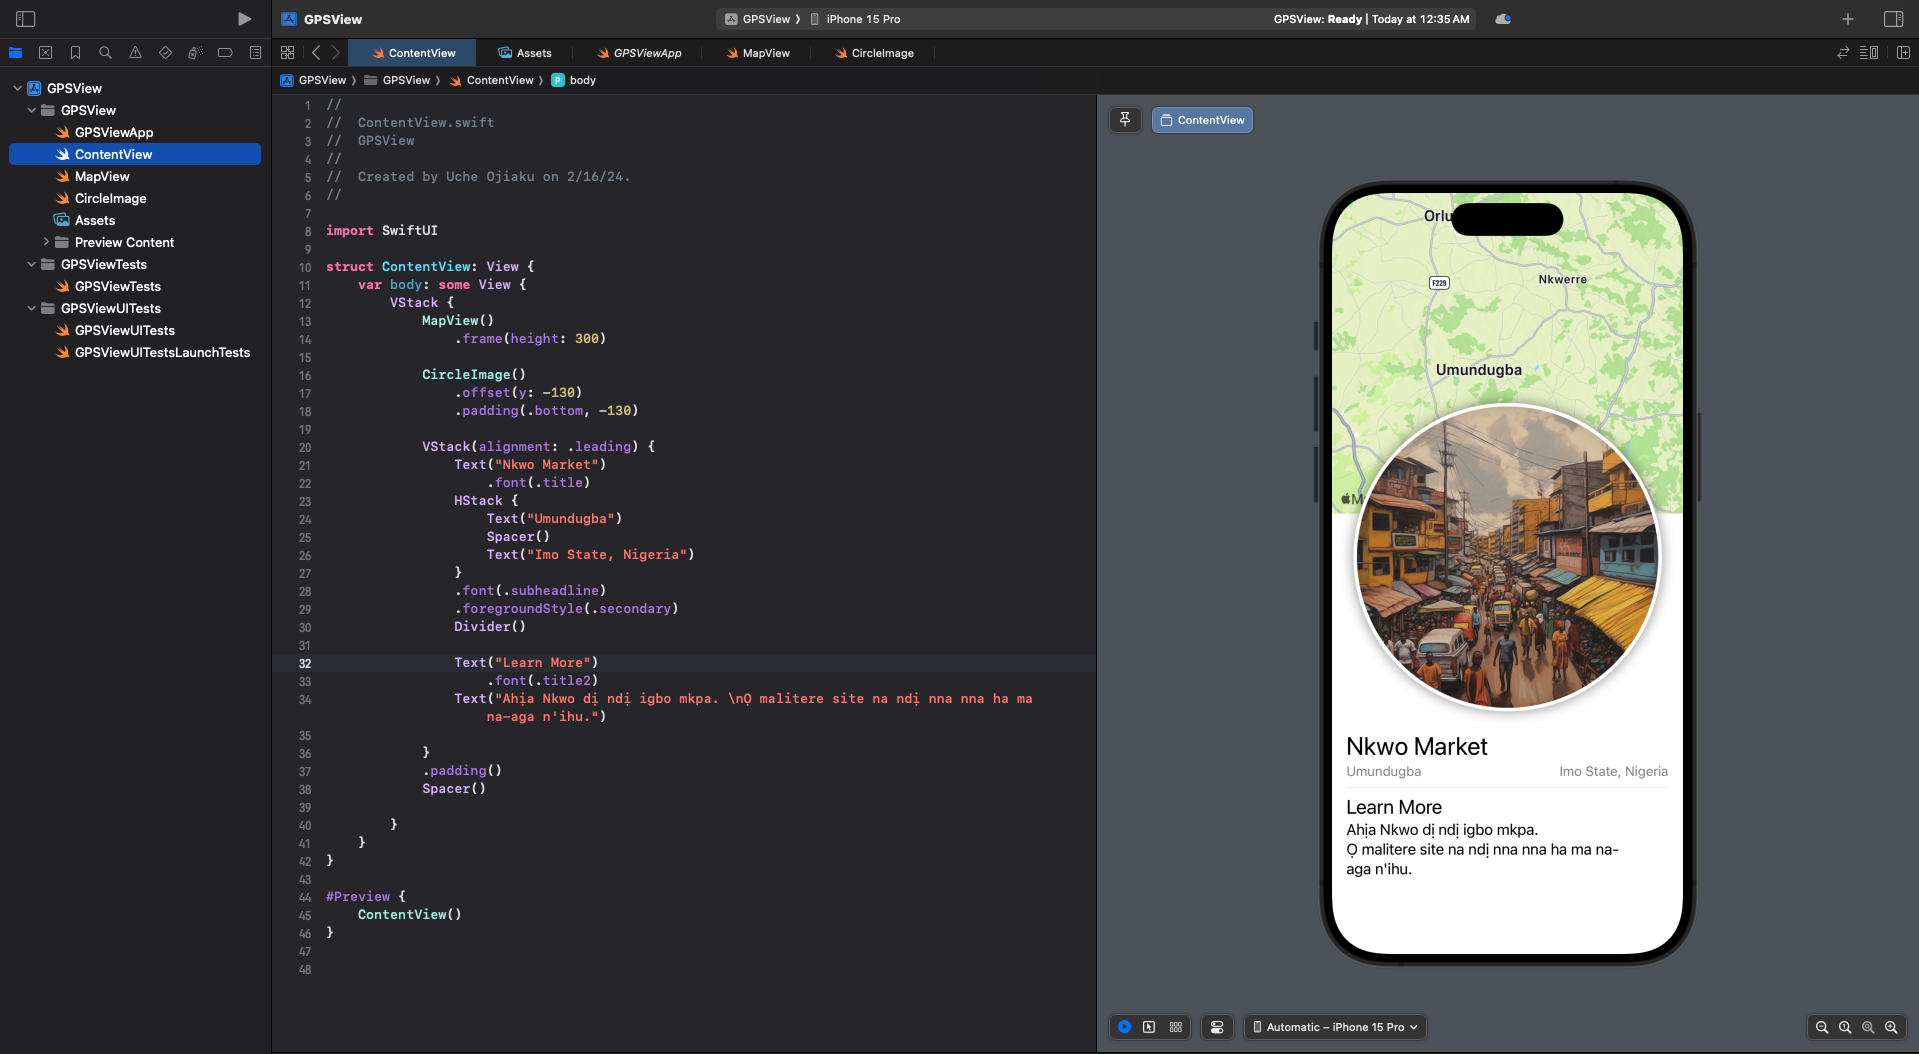 GPSView
GPSView
iPhone 15 Pro
GPSView: Ready | Today at 12:35 AM
ContentView
Assets
GPSViewApp
MapView
CircleImage
GPSView
GPSView
ContentView
body
GPSView
GPSView
GPSViewApp
ContentView
MapView
CircleImage
Assets
Preview Content
GPSViewTests
GPSViewTests
GPSViewUITests
GPSViewUITests
GPSViewUITestsLaunchTests
1 //
2 //  ContentView.swift
3 //  GPSView
4 //
5 //  Created by Uche Ojiaku on 2/16/24.
6 //
7
8 import SwiftUI
9
10 struct ContentView: View {
11     var body: some View {
12         VStack {
13             MapView()
14                 .frame(height: 300)
15
16             CircleImage()
17                 .offset(y: -130)
18                 .padding(.bottom, -130)
19
20             VStack(alignment: .leading) {
21                 Text("Nkwo Market")
22                     .font(.title)
23                 HStack {
24                     Text("Umundugba")
25                     Spacer()
26                     Text("Imo State, Nigeria")
27                 }
28                 .font(.subheadline)
29                 .foregroundStyle(.secondary)
30                 Divider()
31
32                 Text("Learn More")
33                     .font(.title2)
34                 Text("Ahịa Nkwo dị ndị igbo mkpa. \nỌ malitere site na ndị nna nna ha ma
na-aga n'ihu.")
35
36             }
37             .padding()
38             Spacer()
39
40         }
41     }
42 }
43
44 #Preview {
45     ContentView()
46 }
47
48
ContentView
Orlu
F229
Nkwerre
Umundugba
Nkwo Market
Umundugba
Imo State, Nigeria
Learn More
Ahịa Nkwo dị ndị igbo mkpa.
Ọ malitere site na ndị nna nna ha ma na-
aga n'ihu.
Automatic – iPhone 15 Pro